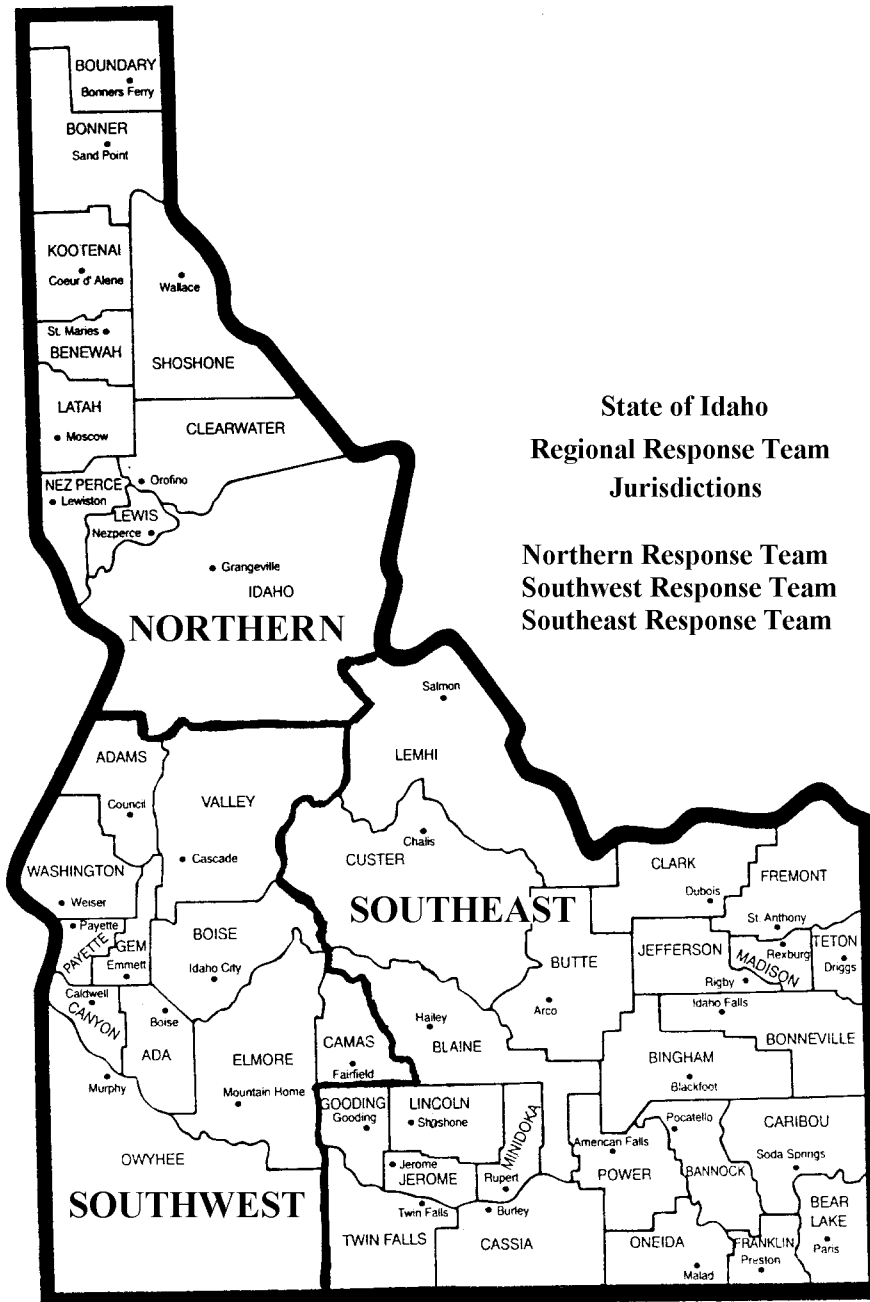 BOUNDARY
Bonners Ferry
BONNER
Sand Point
KOOTENAI
Coeur d' Alene
Wallace
St. Maries
BENEWAH
SHOSHONE
LATAH
Moscow
CLEARWATER
NEZ PERCE
Lewiston
Orofino
LEWIS
Nezperce
Grangeville
IDAHO
NORTHERN
State of Idaho
Regional Response Team
Jurisdictions
Northern Response Team
Southwest Response Team
Southeast Response Team
Salmon
LEMHI
ADAMS
Council
VALLEY
Cascade
Chalis
CUSTER
WASHINGTON
Weiser
SOUTHEAST
CLARK
Dubois
FREMONT
St. Anthony
Payette
PAYETTE
GEM
Emmett
BOISE
Idaho City
BUTTE
Arco
JEFFERSON
Rigby
MADISON
Rexburg
TETON
Driggs
Caldwell
CANYON
Boise
ADA
Murphy
ELMORE
Mountain Home
CAMAS
Fairfield
Hailey
BLAINE
Idaho Falls
BONNEVILLE
BINGHAM
Blackfoot
GOODING
Gooding
LINCOLN
Shoshone
MINIDOKA
Jerome
JEROME
Rupert
American Falls
POWER
Pocatello
BANNOCK
CARIBOU
Soda Springs
OWYHEE
SOUTHWEST
Twin Falls
TWIN FALLS
Burley
CASSIA
ONEIDA
Malad
FRANKLIN
Preston
BEAR
LAKE
Paris